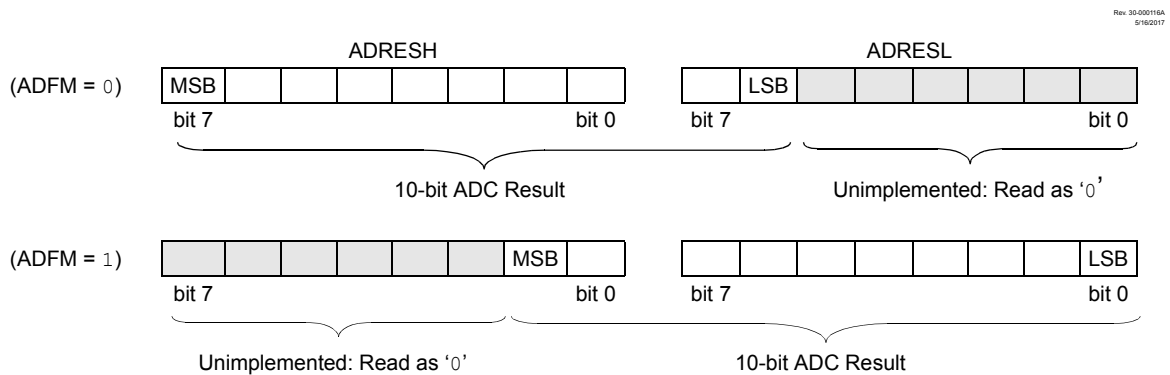 Rev. 30-000116A
5/16/2017
ADRESH ADRESL
(ADFM = 0) MSB LSB
bit 7 bit 0 bit 7 bit 0
10-bit ADC Result Unimplemented: Read as ‘0’
(ADFM = 1) MSB LSB
bit 7 bit 0 bit 7 bit 0
Unimplemented: Read as ‘0’ 10-bit ADC Result